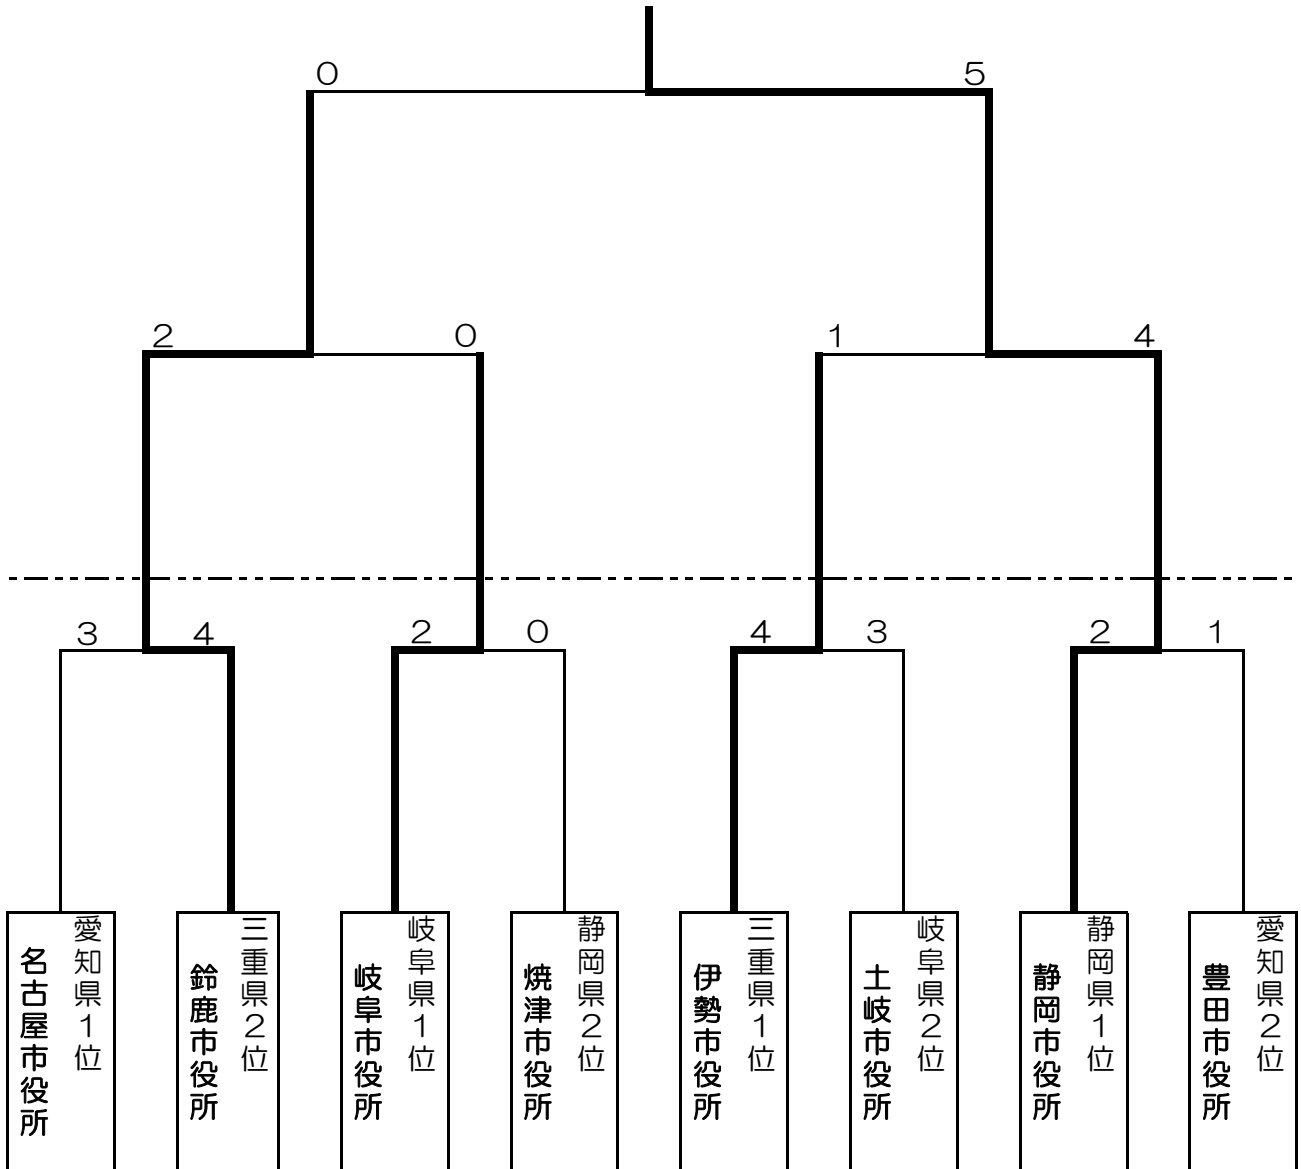 ０
５
２
０
１
４
３
４
２
０
４
３
２
１
愛知県１位
名古屋市役所
三重県２位
鈴鹿市役所
岐阜県１位
岐阜市役所
静岡県２位
焼津市役所
三重県１位
伊勢市役所
岐阜県２位
土岐市役所
静岡県１位
静岡市役所
愛知県２位
豊田市役所